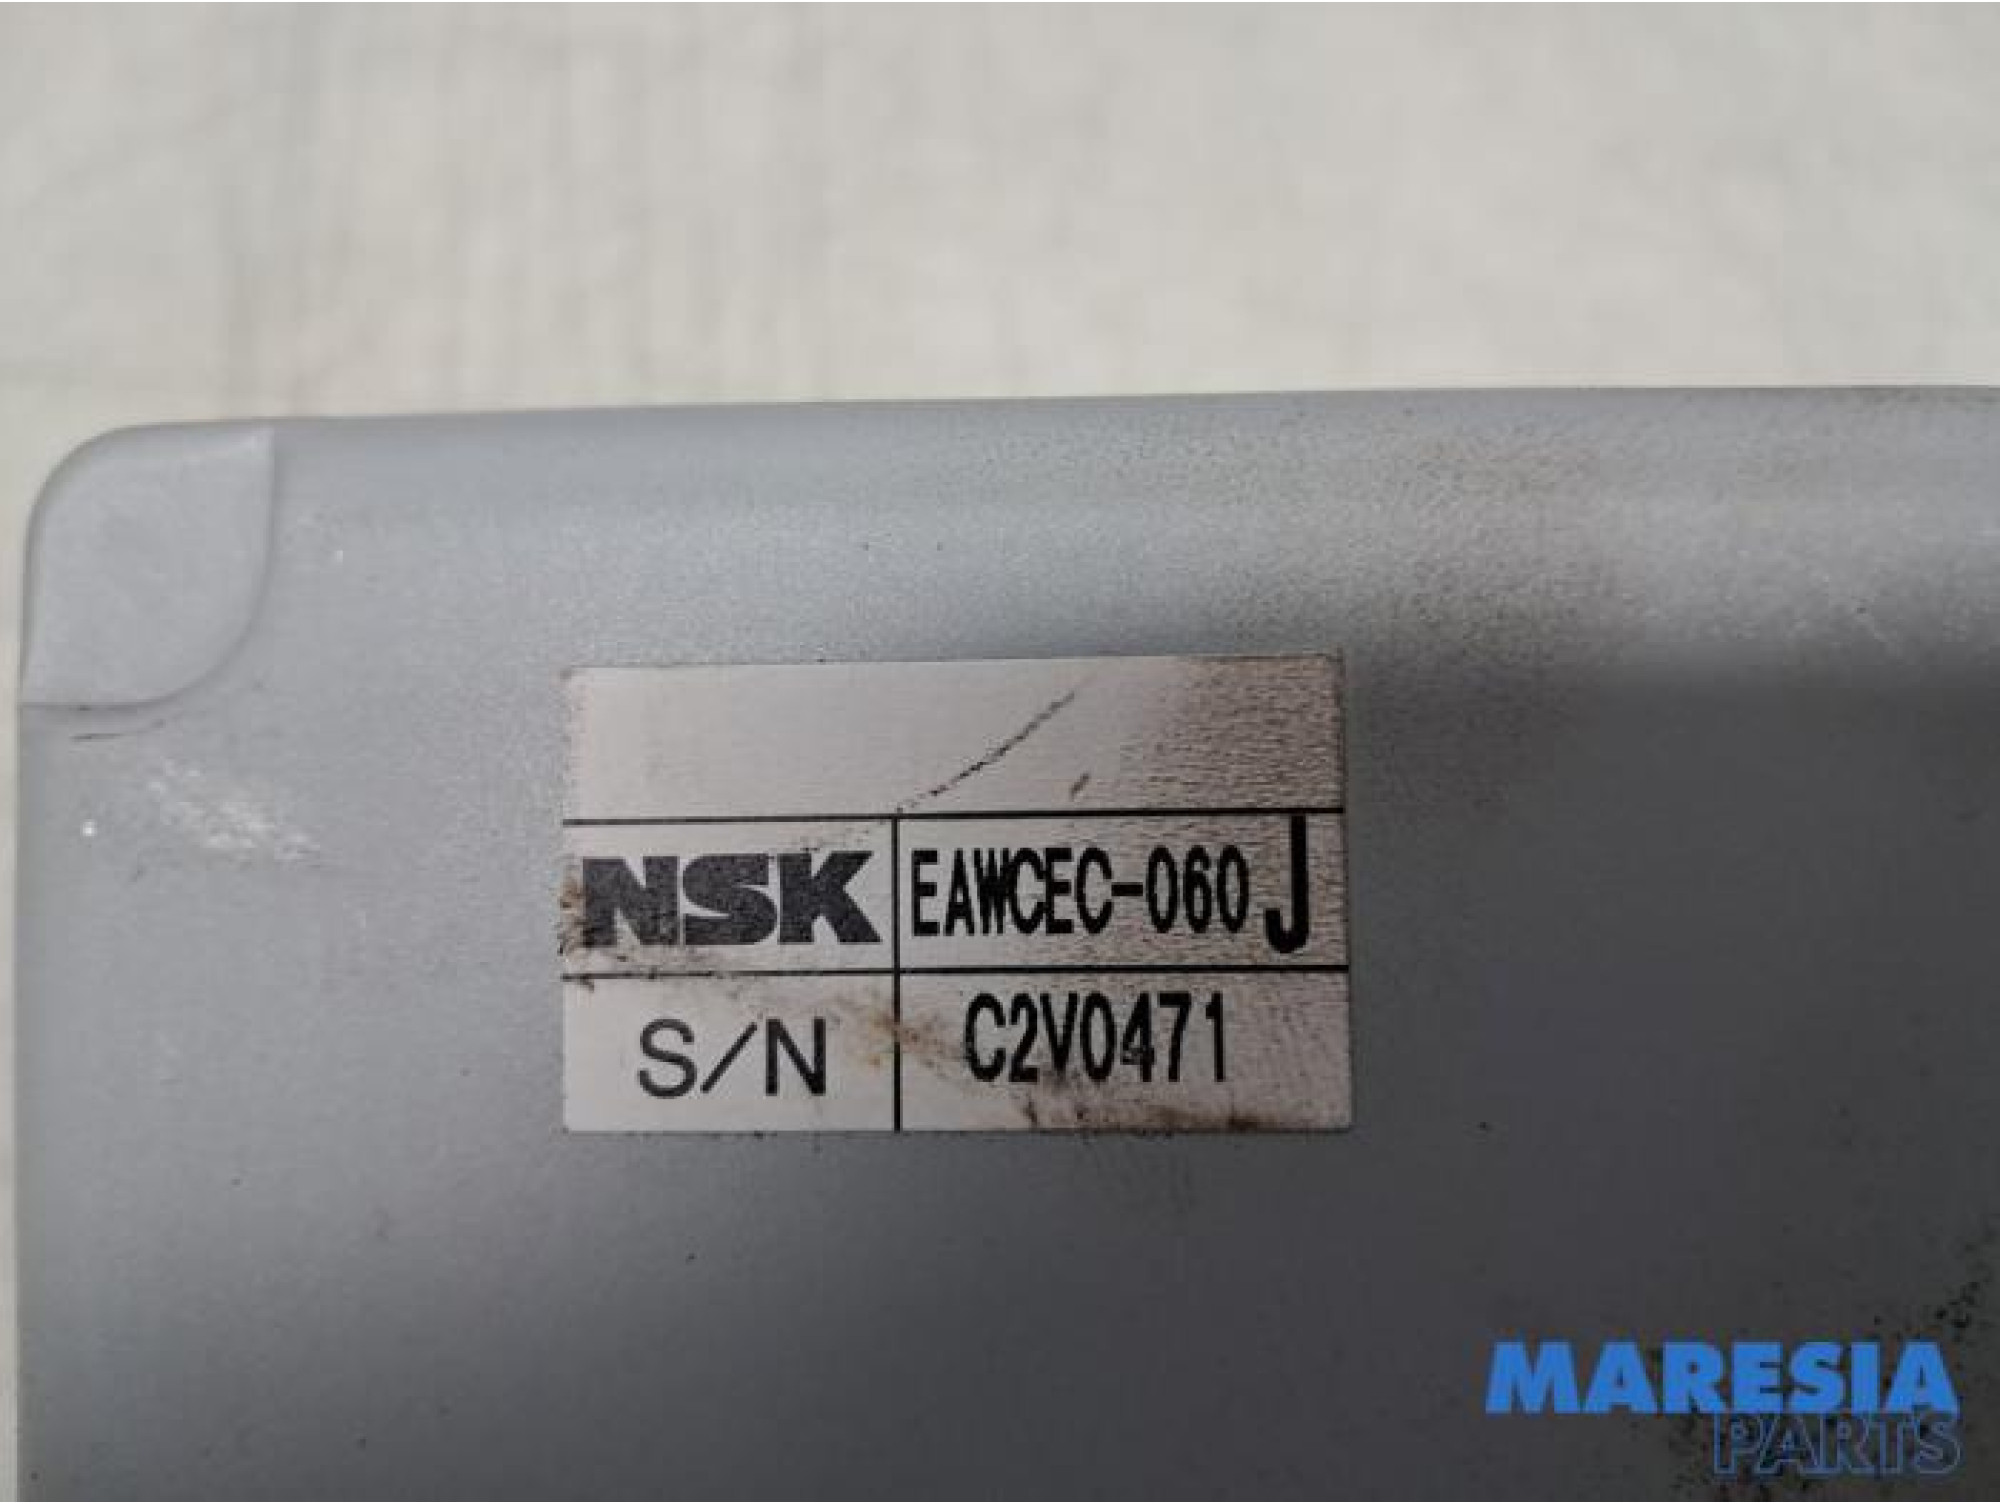 NSK EAWCEC-060 J
S/N C2V0471
MARESIA
PARTS